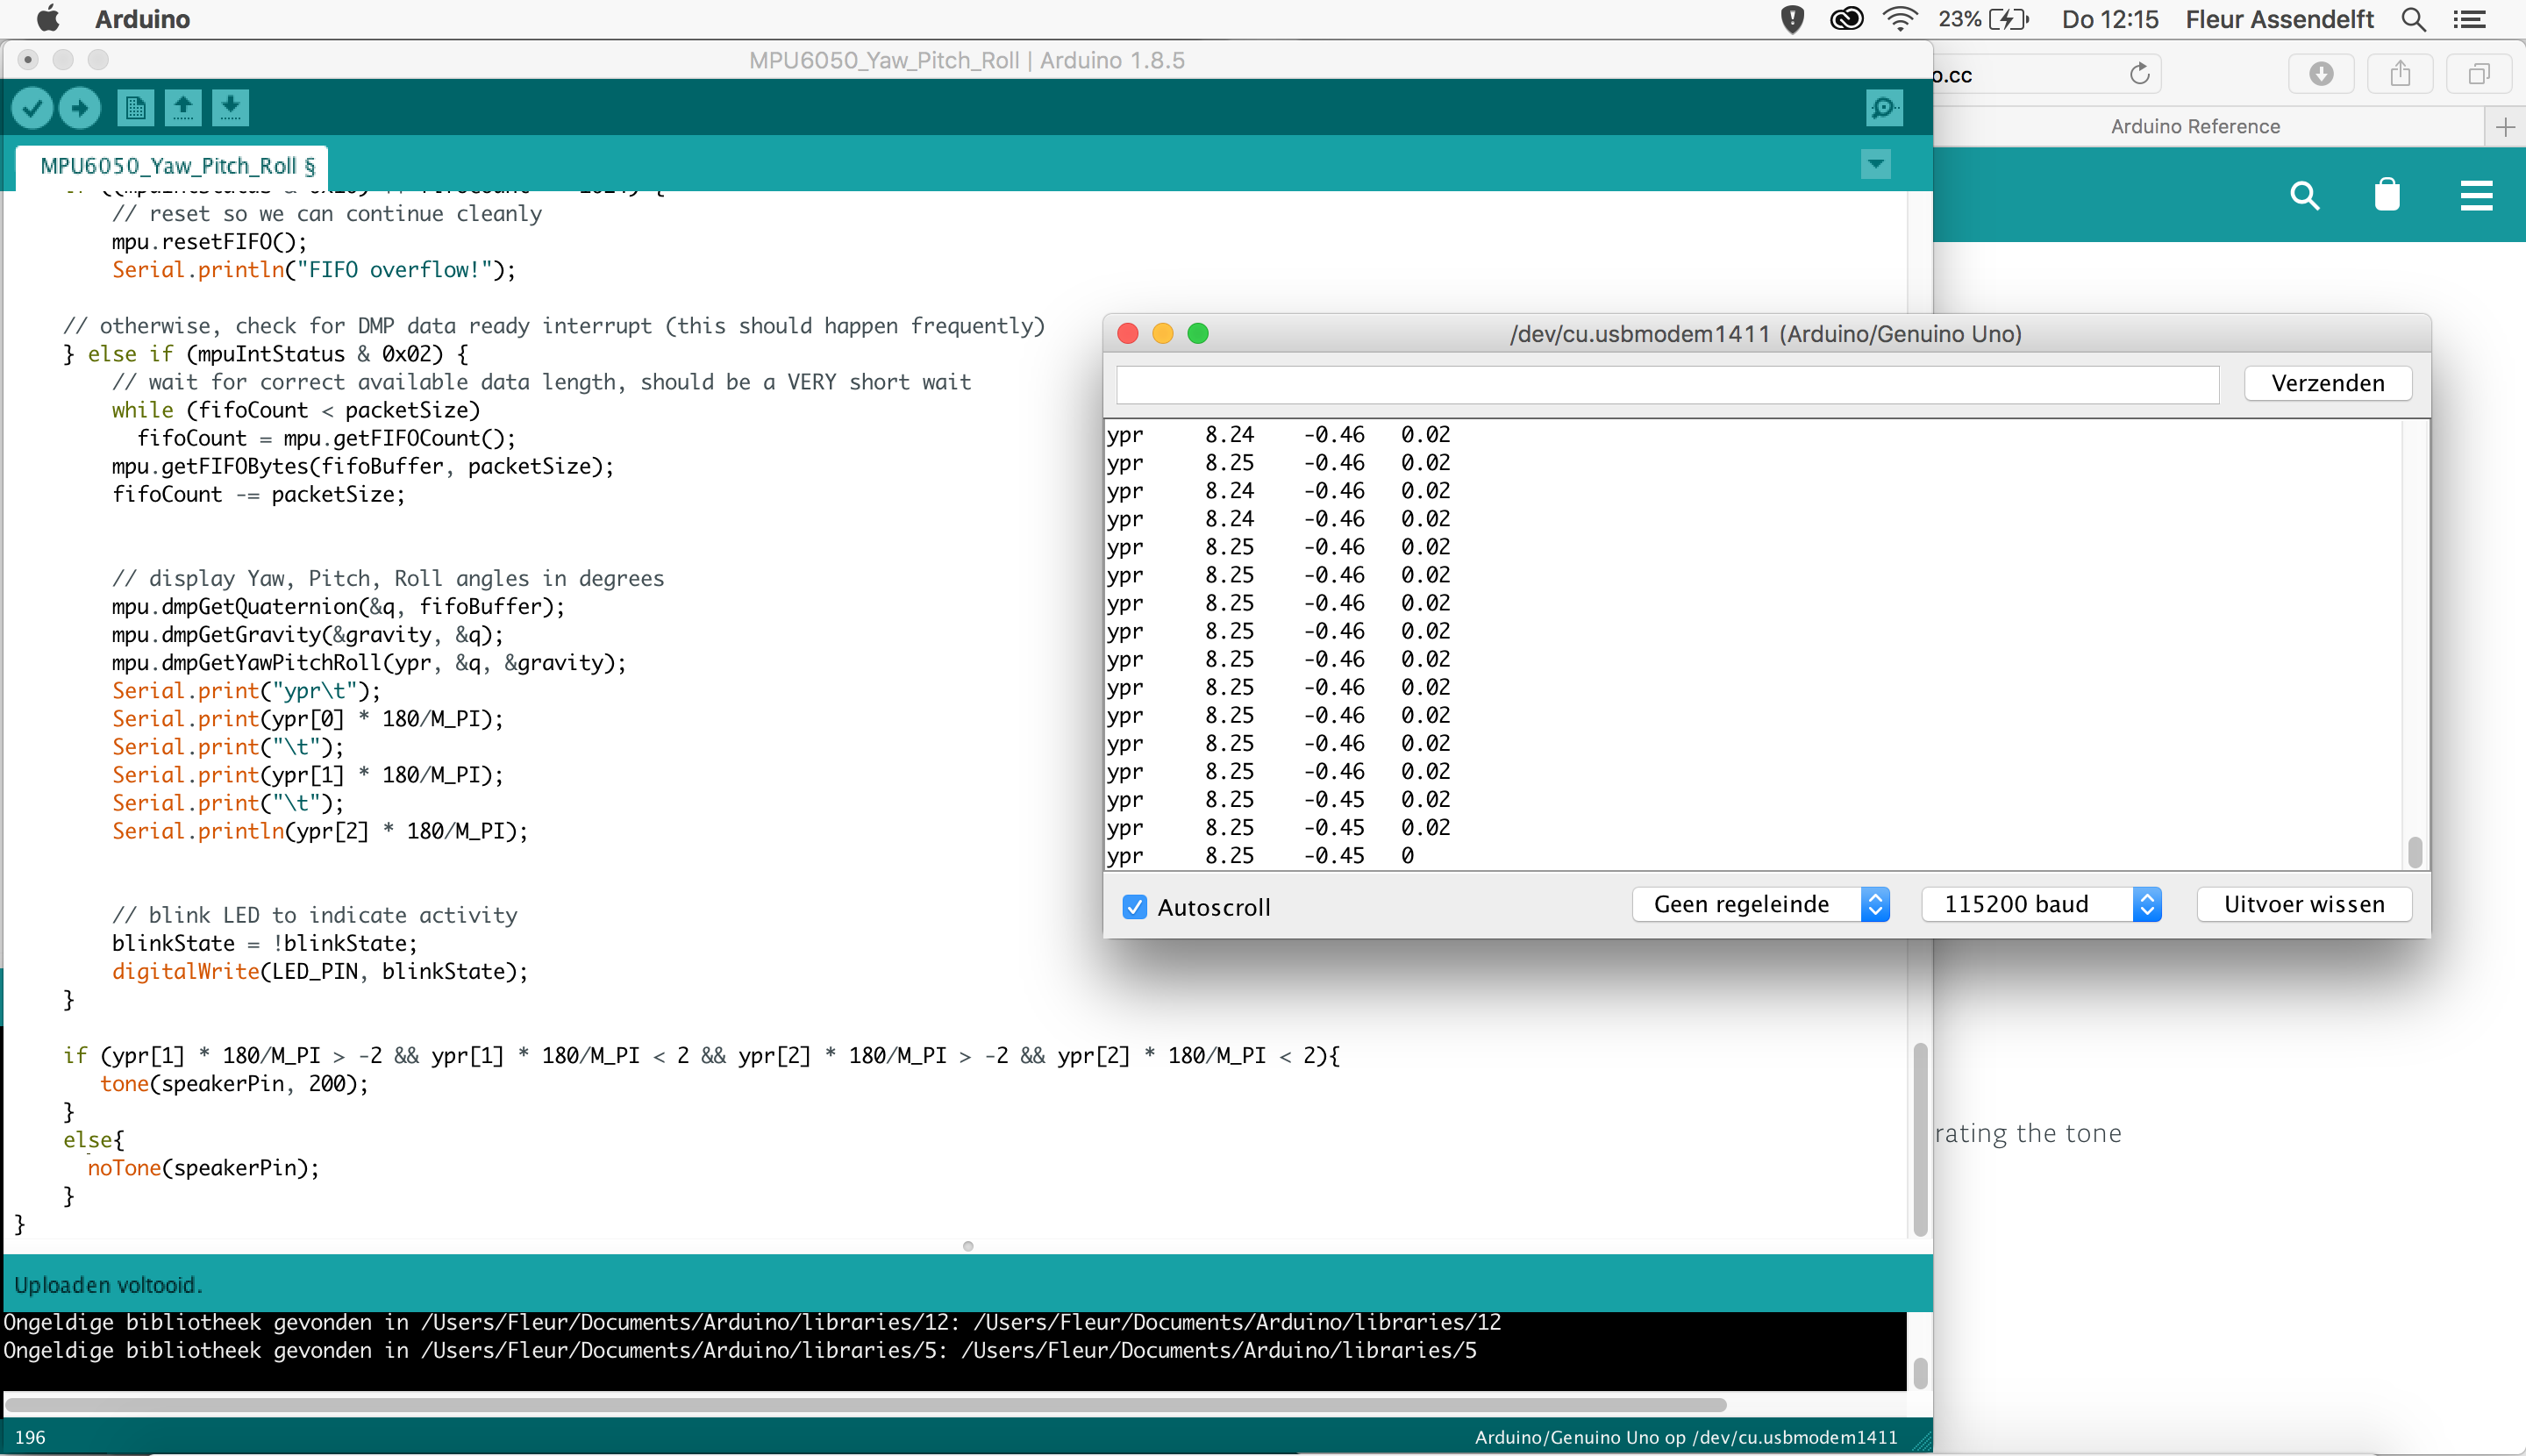 Arduino
23%
Do 12:15
Fleur Assendelft
MPU6050_Yaw_Pitch_Roll | Arduino 1.8.5
o.cc
Arduino Reference
MPU6050_Yaw_Pitch_Roll §
// reset so we can continue cleanly
mpu.resetFIFO();
Serial.println("FIFO overflow!");
// otherwise, check for DMP data ready interrupt (this should happen frequently)
} else if (mpuIntStatus & 0x02) {
// wait for correct available data length, should be a VERY short wait
while (fifoCount < packetSize)
fifoCount = mpu.getFIFOCount();
mpu.getFIFOBytes(fifoBuffer, packetSize);
fifoCount -= packetSize;
// display Yaw, Pitch, Roll angles in degrees
mpu.dmpGetQuaternion(&q, fifoBuffer);
mpu.dmpGetGravity(&gravity, &q);
mpu.dmpGetYawPitchRoll(ypr, &q, &gravity);
Serial.print("ypr\t");
Serial.print(ypr[0] * 180/M_PI);
Serial.print("\t");
Serial.print(ypr[1] * 180/M_PI);
Serial.print("\t");
Serial.println(ypr[2] * 180/M_PI);
// blink LED to indicate activity
blinkState = !blinkState;
digitalWrite(LED_PIN, blinkState);
}
if (ypr[1] * 180/M_PI > -2 && ypr[1] * 180/M_PI < 2 && ypr[2] * 180/M_PI > -2 && ypr[2] * 180/M_PI < 2){
tone(speakerPin, 200);
}
else{
noTone(speakerPin);
}
}
/dev/cu.usbmodem1411 (Arduino/Genuino Uno)
Verzenden
ypr 8.24 -0.46 0.02
ypr 8.25 -0.46 0.02
ypr 8.24 -0.46 0.02
ypr 8.24 -0.46 0.02
ypr 8.25 -0.46 0.02
ypr 8.25 -0.46 0.02
ypr 8.25 -0.46 0.02
ypr 8.25 -0.46 0.02
ypr 8.25 -0.46 0.02
ypr 8.25 -0.46 0.02
ypr 8.25 -0.46 0.02
ypr 8.25 -0.46 0.02
ypr 8.25 -0.46 0.02
ypr 8.25 -0.45 0.02
ypr 8.25 -0.45 0.02
ypr 8.25 -0.45 0
Autoscroll
Geen regeleinde
115200 baud
Uitvoer wissen
rating the tone
Uploaden voltooid.
Ongeldige bibliotheek gevonden in /Users/Fleur/Documents/Arduino/libraries/12: /Users/Fleur/Documents/Arduino/libraries/12
Ongeldige bibliotheek gevonden in /Users/Fleur/Documents/Arduino/libraries/5: /Users/Fleur/Documents/Arduino/libraries/5
196
Arduino/Genuino Uno op /dev/cu.usbmodem1411